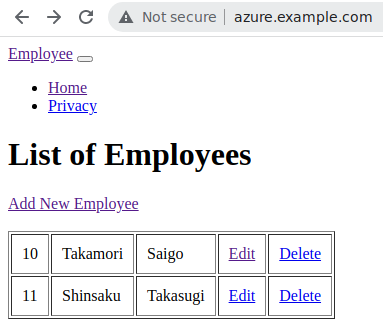 Not secure | azure.example.com
Employee
Home
Privacy
List of Employees
Add New Employee
10 Takamori Saigo Edit Delete
11 Shinsaku Takasugi Edit Delete